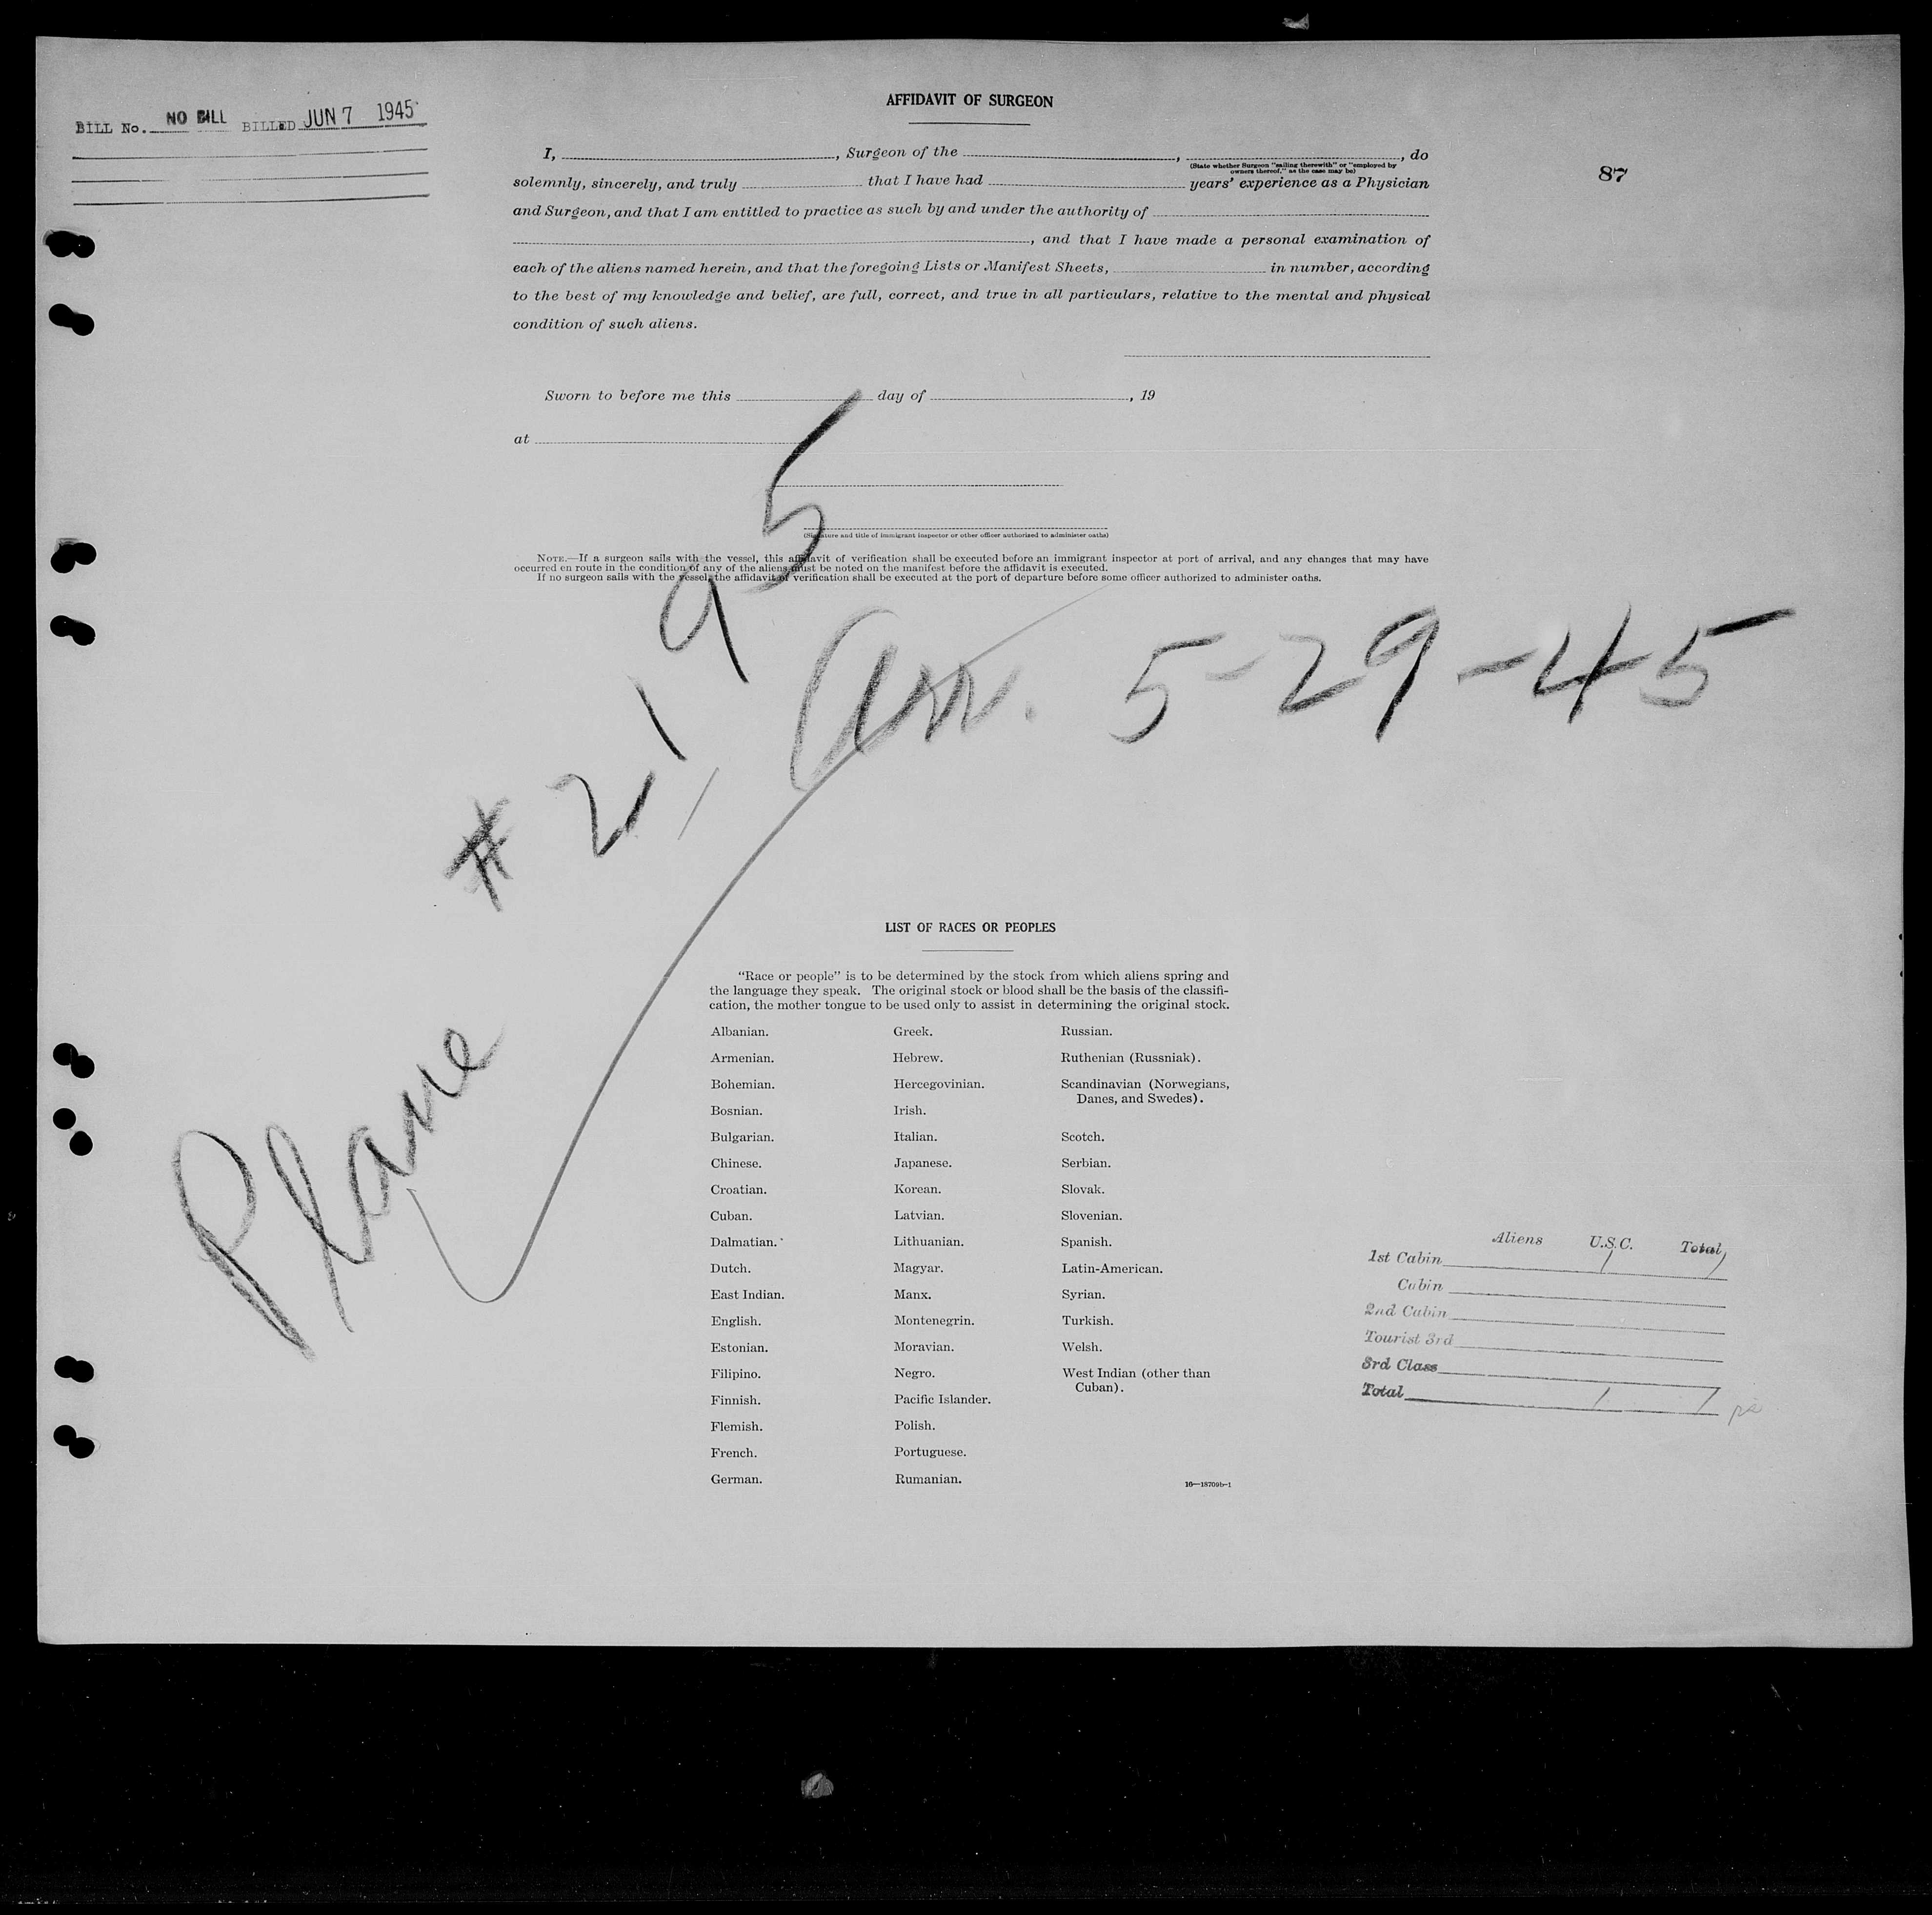 BILL No. NO BILL BILLED JUN 7 1945
AFFIDAVIT OF SURGEON
87
I, , Surgeon of the , , do
(State whether Surgeon "sailing therewith" or "employed by
owners thereof," as the case may be)
solemnly, sincerely, and truly that I have had years' experience as a Physician
and Surgeon, and that I am entitled to practice as such by and under the authority of
, and that I have made a personal examination of
each of the aliens named herein, and that the foregoing Lists or Manifest Sheets, in number, according
to the best of my knowledge and belief, are full, correct, and true in all particulars, relative to the mental and physical
condition of such aliens.
Sworn to before me this day of , 19
at
(Signature and title of immigrant inspector or other officer authorized to administer oaths)
NOTE.—If a surgeon sails with the vessel, this affidavit of verification shall be executed before an immigrant inspector at port of arrival, and any changes that may have
occurred en route in the condition of any of the aliens must be noted on the manifest before the affidavit is executed.
If no surgeon sails with the vessel, the affidavit of verification shall be executed at the port of departure before some officer authorized to administer oaths.
Plane # 21,95
Arr. 5-29-45
LIST OF RACES OR PEOPLES
"Race or people" is to be determined by the stock from which aliens spring and
the language they speak. The original stock or blood shall be the basis of the classifi-
cation, the mother tongue to be used only to assist in determining the original stock.
Albanian. Greek. Russian.
Armenian. Hebrew. Ruthenian (Russniak).
Bohemian. Hercegovinian. Scandinavian (Norwegians,
Danes, and Swedes).
Bosnian. Irish.
Bulgarian. Italian. Scotch.
Chinese. Japanese. Serbian.
Croatian. Korean. Slovak.
Cuban. Latvian. Slovenian.
Dalmatian. Lithuanian. Spanish.
Dutch. Magyar. Latin-American.
East Indian. Manx. Syrian.
English. Montenegrin. Turkish.
Estonian. Moravian. Welsh.
Filipino. Negro. West Indian (other than
Cuban).
Finnish. Pacific Islander.
Flemish. Polish.
French. Portuguese.
German. Rumanian.
16—18709b-1
Aliens U.S.C. Total
1st Cabin 1 1
Cabin
2nd Cabin
Tourist 3rd
3rd Class
Total 1 1